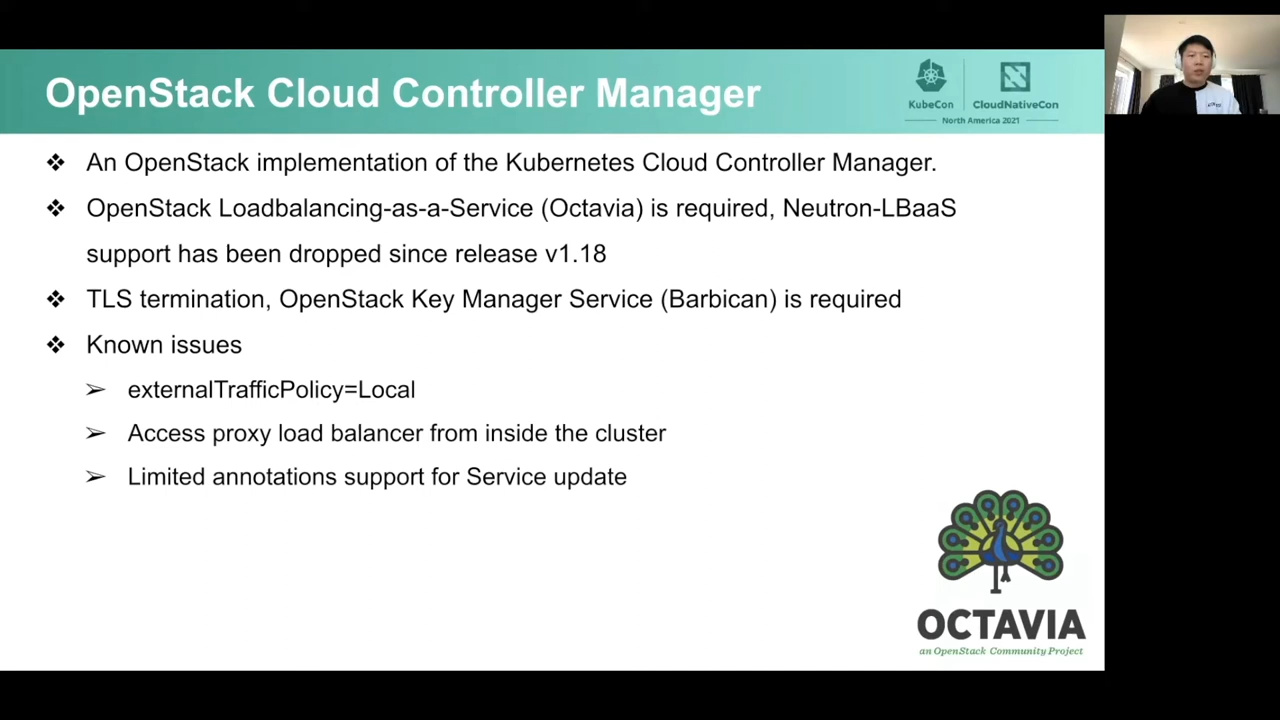 OpenStack Cloud Controller Manager
KubeCon
CloudNativeCon
North America 2021
❖ An OpenStack implementation of the Kubernetes Cloud Controller Manager.
❖ OpenStack Loadbalancing-as-a-Service (Octavia) is required, Neutron-LBaaS
support has been dropped since release v1.18
❖ TLS termination, OpenStack Key Manager Service (Barbican) is required
❖ Known issues
➢ externalTrafficPolicy=Local
➢ Access proxy load balancer from inside the cluster
➢ Limited annotations support for Service update
OCTAVIA
an OpenStack Community Project